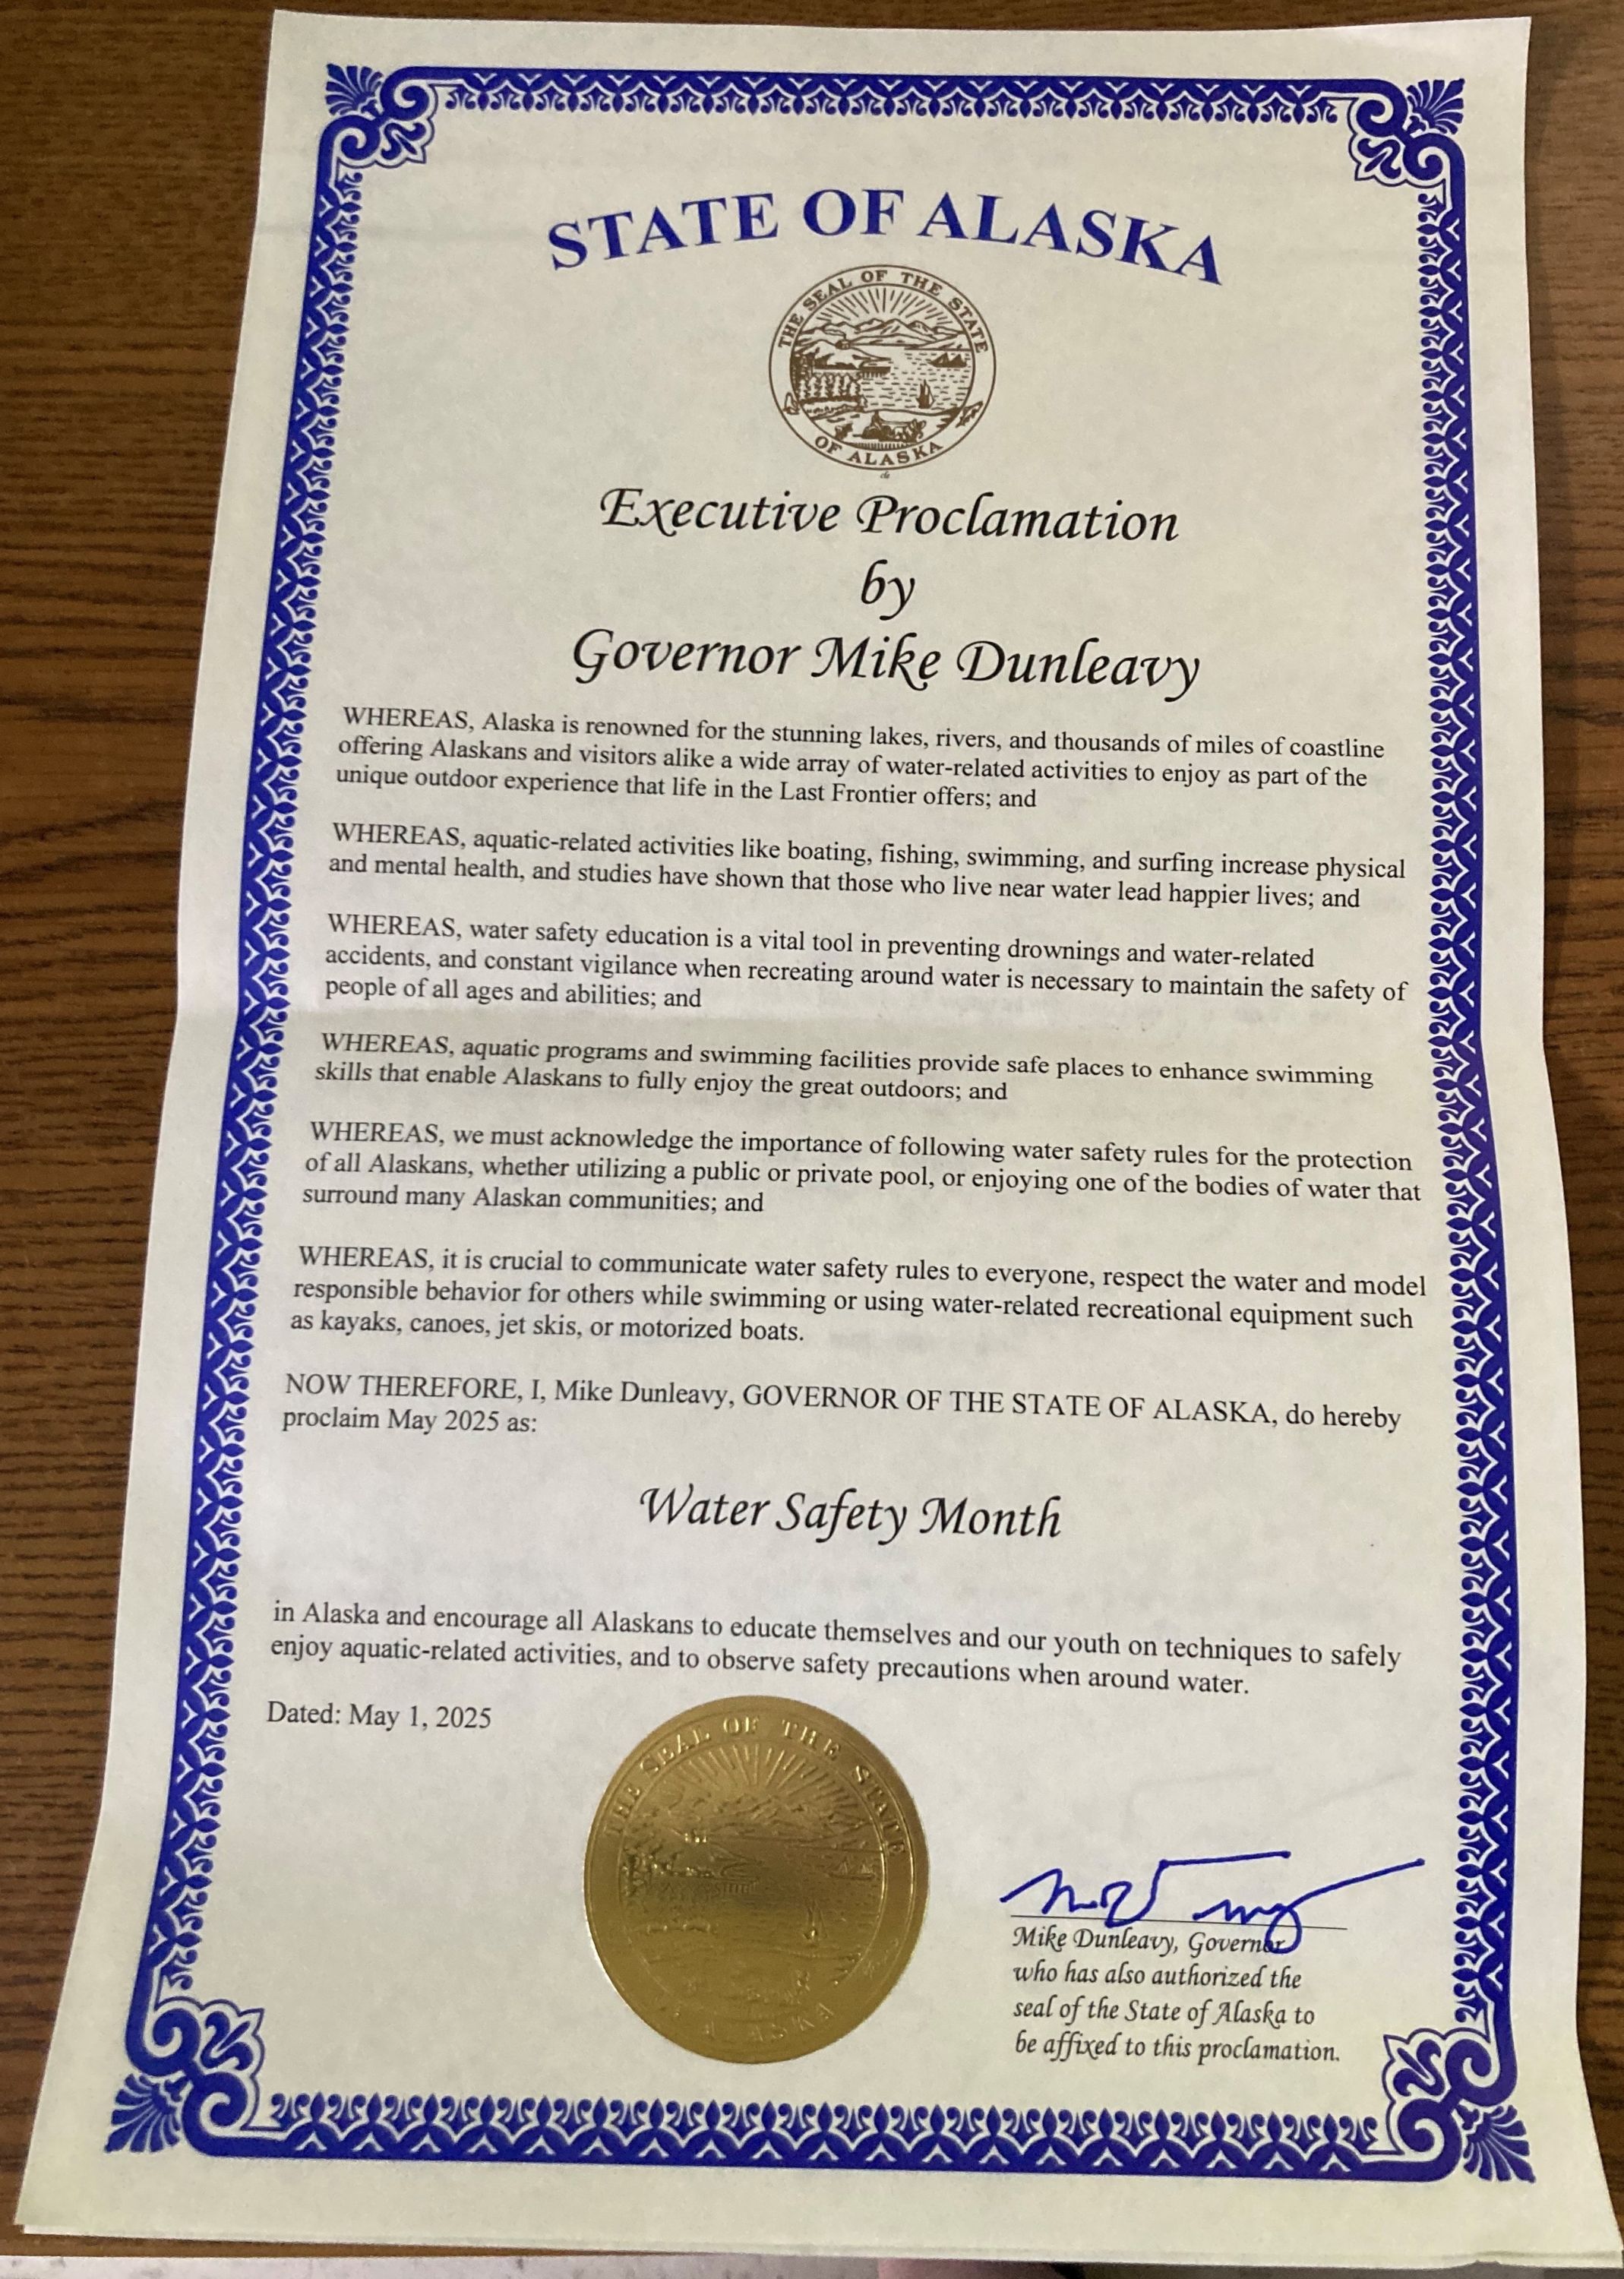 STATE OF ALASKA
THE SEAL OF THE STATE
OF ALASKA
Executive Proclamation
by
Governor Mike Dunleavy
WHEREAS, Alaska is renowned for the stunning lakes, rivers, and thousands of miles of coastline
offering Alaskans and visitors alike a wide array of water-related activities to enjoy as part of the
unique outdoor experience that life in the Last Frontier offers; and
WHEREAS, aquatic-related activities like boating, fishing, swimming, and surfing increase physical
and mental health, and studies have shown that those who live near water lead happier lives; and
WHEREAS, water safety education is a vital tool in preventing drownings and water-related
accidents, and constant vigilance when recreating around water is necessary to maintain the safety of
people of all ages and abilities; and
WHEREAS, aquatic programs and swimming facilities provide safe places to enhance swimming
skills that enable Alaskans to fully enjoy the great outdoors; and
WHEREAS, we must acknowledge the importance of following water safety rules for the protection
of all Alaskans, whether utilizing a public or private pool, or enjoying one of the bodies of water that
surround many Alaskan communities; and
WHEREAS, it is crucial to communicate water safety rules to everyone, respect the water and model
responsible behavior for others while swimming or using water-related recreational equipment such
as kayaks, canoes, jet skis, or motorized boats.
NOW THEREFORE, I, Mike Dunleavy, GOVERNOR OF THE STATE OF ALASKA, do hereby
proclaim May 2025 as:
Water Safety Month
in Alaska and encourage all Alaskans to educate themselves and our youth on techniques to safely
enjoy aquatic-related activities, and to observe safety precautions when around water.
Dated: May 1, 2025
THE SEAL OF THE STATE
Mike Dunleavy, Governor
who has also authorized the
seal of the State of Alaska to
be affixed to this proclamation.